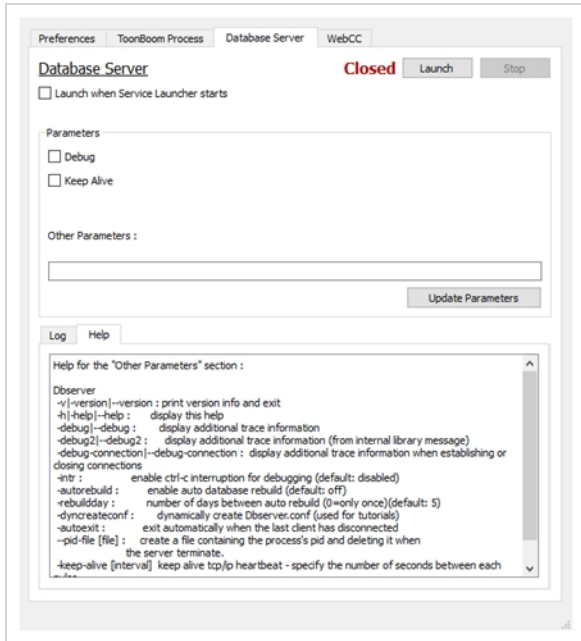 Preferences ToonBoom Process Database Server WebCC
Database Server Closed Launch Stop
Launch when Service Launcher starts
Parameters
Debug
Keep Alive
Other Parameters :
Update Parameters
Log Help
Help for the "Other Parameters" section :
Dbserver
-v|-version|--version : print version info and exit
-h|-help|--help : display this help
-debug|--debug : display additional trace information
-debug2|--debug2 : display additional trace information (from internal library message)
-debug-connection|--debug-connection : display additional trace information when establising or
closing connections
-intr : enable ctrl-c interruption for debugging (default: disabled)
-autorebuild : enable auto database rebuild (default: off)
-rebuildday : number of days between auto rebuild (0=only once)(default: 5)
-dyncreateconf : dynamically create Dbserver.conf (used for tutorials)
-autoexit : exit automatically when the last client has disconnected
--pid-file [file] : create a file containing the process's pid and deleting it when
the server terminate.
-keep-alive [interval] keep alive tcp/ip heartbeat - specify the number of seconds between each